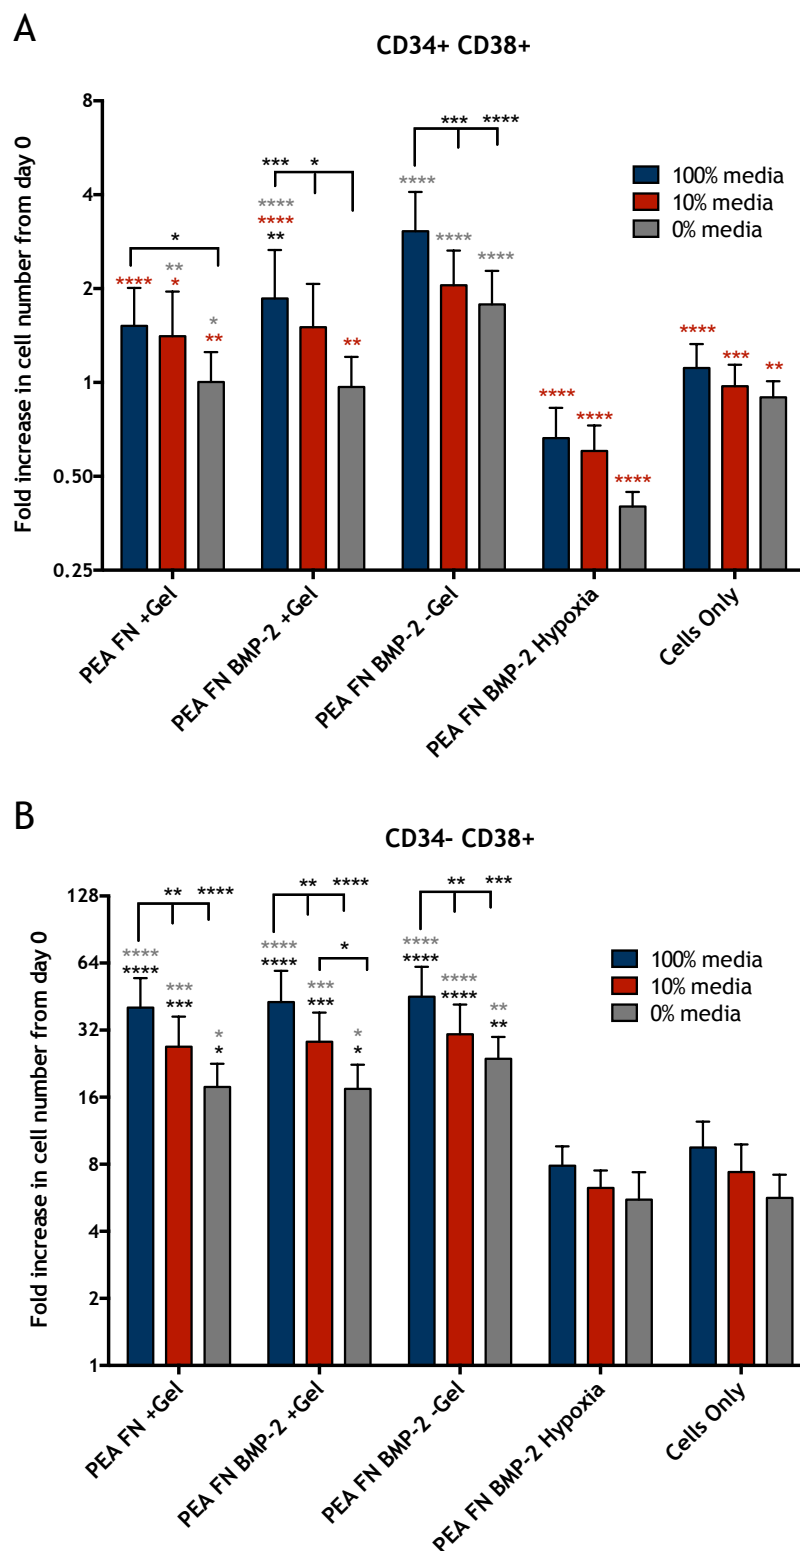 A
CD34+ CD38+
Fold increase in cell number from day 0
8
4
2
1
0.50
0.25
100% media
10% media
0% media
*
****
**
*
*
**
***
*
****
****
**
**
***
****
****
****
****
****
****
****
****
***
**
PEA FN +Gel
PEA FN BMP-2 +Gel
PEA FN BMP-2 -Gel
PEA FN BMP-2 Hypoxia
Cells Only
B
CD34- CD38+
Fold increase in cell number from day 0
128
64
32
16
8
4
2
1
100% media
10% media
0% media
**
****
****
****
***
***
*
*
**
****
****
****
***
***
*
*
*
**
***
****
****
****
****
**
**
PEA FN +Gel
PEA FN BMP-2 +Gel
PEA FN BMP-2 -Gel
PEA FN BMP-2 Hypoxia
Cells Only